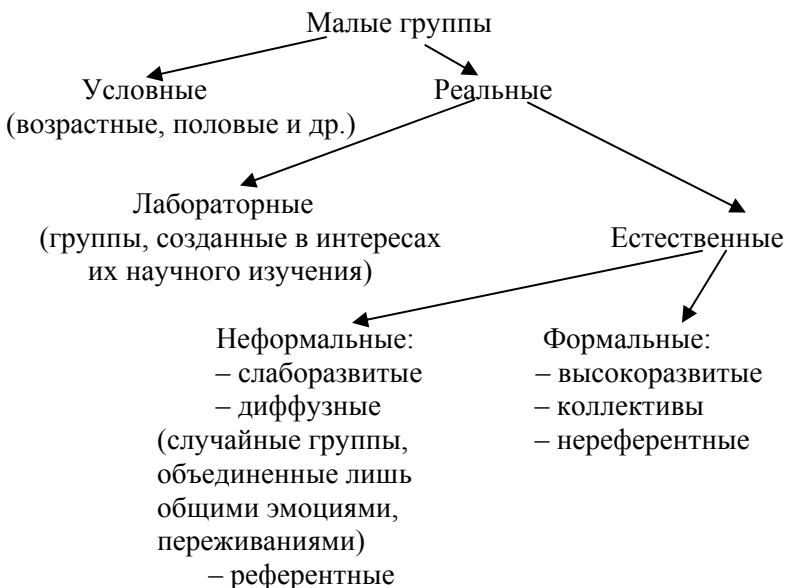 Малые группы
Условные
(возрастные, половые и др.)
Реальные
Лабораторные
(группы, созданные в интересах
их научного изучения)
Естественные
Неформальные:
– слаборазвитые
– диффузные
(случайные группы,
объединенные лишь
общими эмоциями,
переживаниями)
– референтные
Формальные:
– высокоразвитые
– коллективы
– нереферентные